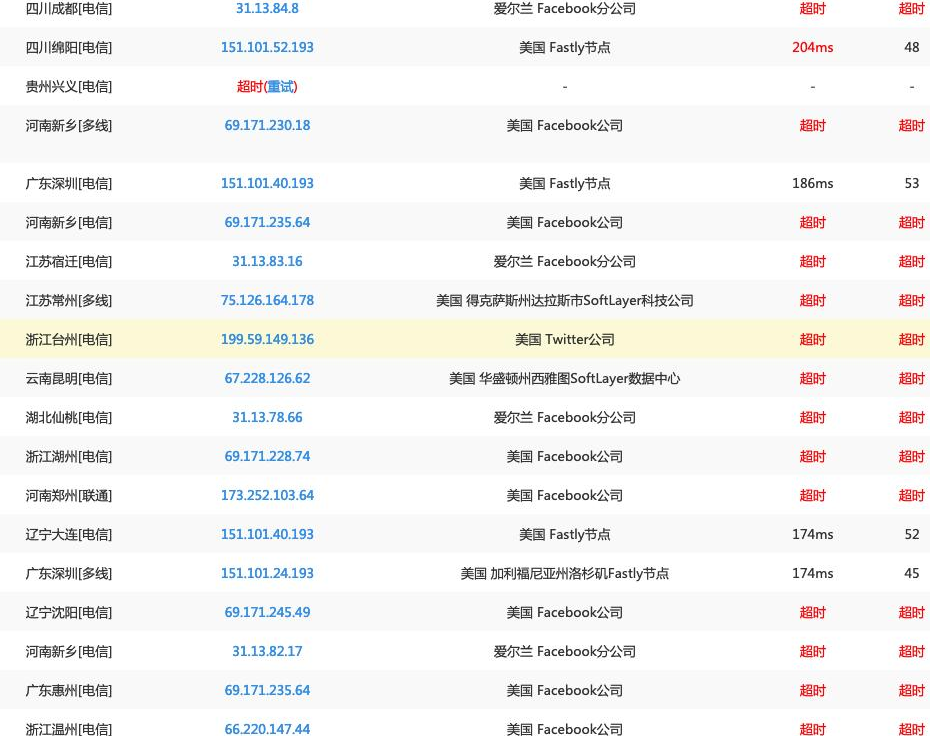 四川成都[电信] 31.13.84.8 爱尔兰 Facebook分公司 超时 超时
四川绵阳[电信] 151.101.52.193 美国 Fastly节点 204ms 48
贵州兴义[电信] 超时(重试) - - -
河南新乡[多线] 69.171.230.18 美国 Facebook公司 超时 超时
广东深圳[电信] 151.101.40.193 美国 Fastly节点 186ms 53
河南新乡[电信] 69.171.235.64 美国 Facebook公司 超时 超时
江苏宿迁[电信] 31.13.83.16 爱尔兰 Facebook分公司 超时 超时
江苏常州[多线] 75.126.164.178 美国 得克萨斯州达拉斯市SoftLayer科技公司 超时 超时
浙江台州[电信] 199.59.149.136 美国 Twitter公司 超时 超时
云南昆明[电信] 67.228.126.62 美国 华盛顿州西雅图SoftLayer数据中心 超时 超时
湖北仙桃[电信] 31.13.78.66 爱尔兰 Facebook分公司 超时 超时
浙江湖州[电信] 69.171.228.74 美国 Facebook公司 超时 超时
河南郑州[联通] 173.252.103.64 美国 Facebook公司 超时 超时
辽宁大连[电信] 151.101.40.193 美国 Fastly节点 174ms 52
广东深圳[多线] 151.101.24.193 美国 加利福尼亚州洛杉矶Fastly节点 174ms 45
辽宁沈阳[电信] 69.171.245.49 美国 Facebook公司 超时 超时
河南新乡[电信] 31.13.82.17 爱尔兰 Facebook分公司 超时 超时
广东惠州[电信] 69.171.235.64 美国 Facebook公司 超时 超时
浙江温州[电信] 66.220.147.44 美国 Facebook公司 超时 超时